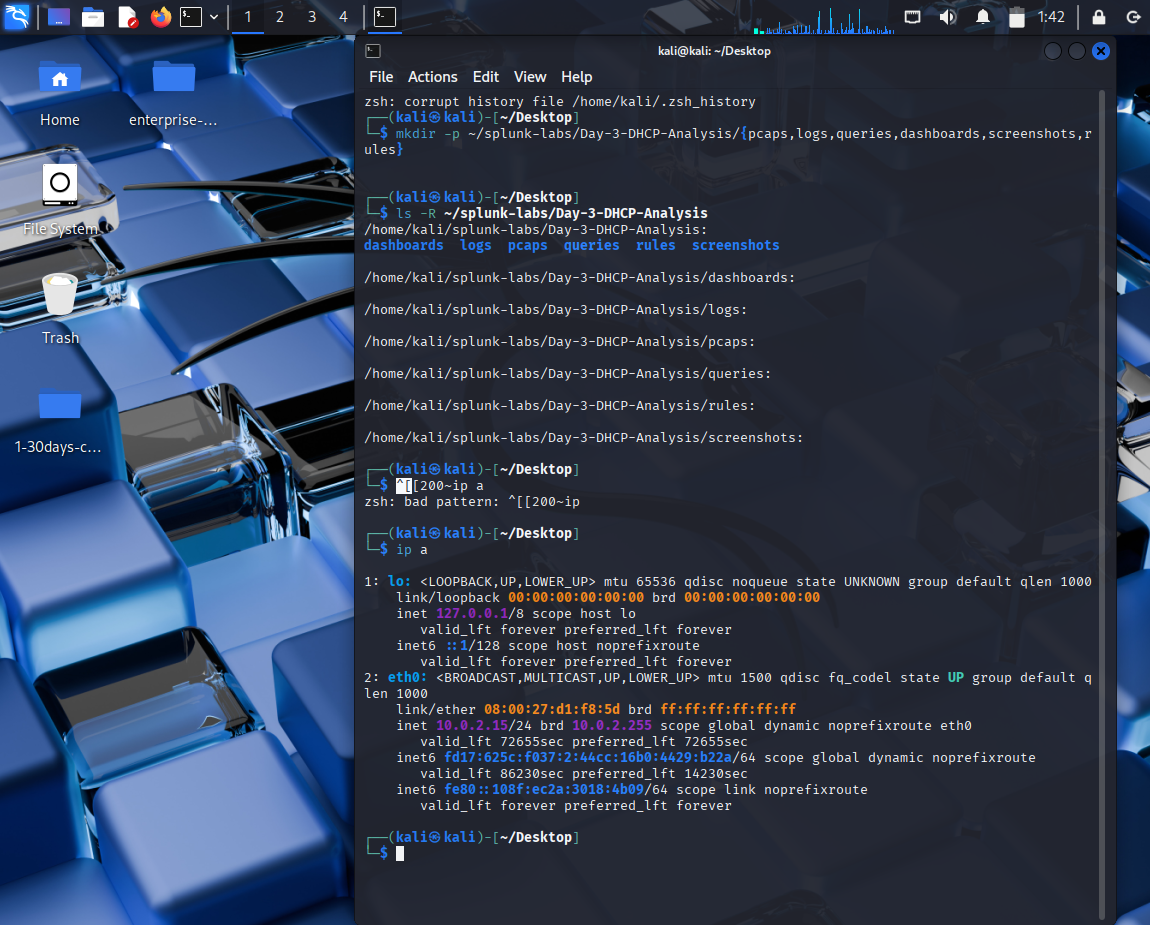 1 2 3 4 1:42
kali@kali: ~/Desktop
File Actions Edit View Help
Home
enterprise-...
File System
Trash
1-30days-c...
zsh: corrupt history file /home/kali/.zsh_history
┌──(kali㉿kali)-[~/Desktop]
└─$ mkdir -p ~/splunk-labs/Day-3-DHCP-Analysis/{pcaps,logs,queries,dashboards,screenshots,r
ules}
┌──(kali㉿kali)-[~/Desktop]
└─$ ls -R ~/splunk-labs/Day-3-DHCP-Analysis
/home/kali/splunk-labs/Day-3-DHCP-Analysis:
dashboards logs pcaps queries rules screenshots
/home/kali/splunk-labs/Day-3-DHCP-Analysis/dashboards:
/home/kali/splunk-labs/Day-3-DHCP-Analysis/logs:
/home/kali/splunk-labs/Day-3-DHCP-Analysis/pcaps:
/home/kali/splunk-labs/Day-3-DHCP-Analysis/queries:
/home/kali/splunk-labs/Day-3-DHCP-Analysis/rules:
/home/kali/splunk-labs/Day-3-DHCP-Analysis/screenshots:
┌──(kali㉿kali)-[~/Desktop]
└─$ ^[[200~ip a
zsh: bad pattern: ^[[200~ip
┌──(kali㉿kali)-[~/Desktop]
└─$ ip a
1: lo: <LOOPBACK,UP,LOWER_UP> mtu 65536 qdisc noqueue state UNKNOWN group default qlen 1000
link/loopback 00:00:00:00:00:00 brd 00:00:00:00:00:00
inet 127.0.0.1/8 scope host lo
valid_lft forever preferred_lft forever
inet6 ::1/128 scope host noprefixroute
valid_lft forever preferred_lft forever
2: eth0: <BROADCAST,MULTICAST,UP,LOWER_UP> mtu 1500 qdisc fq_codel state UP group default q
len 1000
link/ether 08:00:27:d1:f8:5d brd ff:ff:ff:ff:ff:ff
inet 10.0.2.15/24 brd 10.0.2.255 scope global dynamic noprefixroute eth0
valid_lft 72655sec preferred_lft 72655sec
inet6 fd17:625c:f037:2:44cc:16b0:4429:b22a/64 scope global dynamic noprefixroute
valid_lft 86230sec preferred_lft 14230sec
inet6 fe80::108f:ec2a:3018:4b09/64 scope link noprefixroute
valid_lft forever preferred_lft forever
┌──(kali㉿kali)-[~/Desktop]
└─$